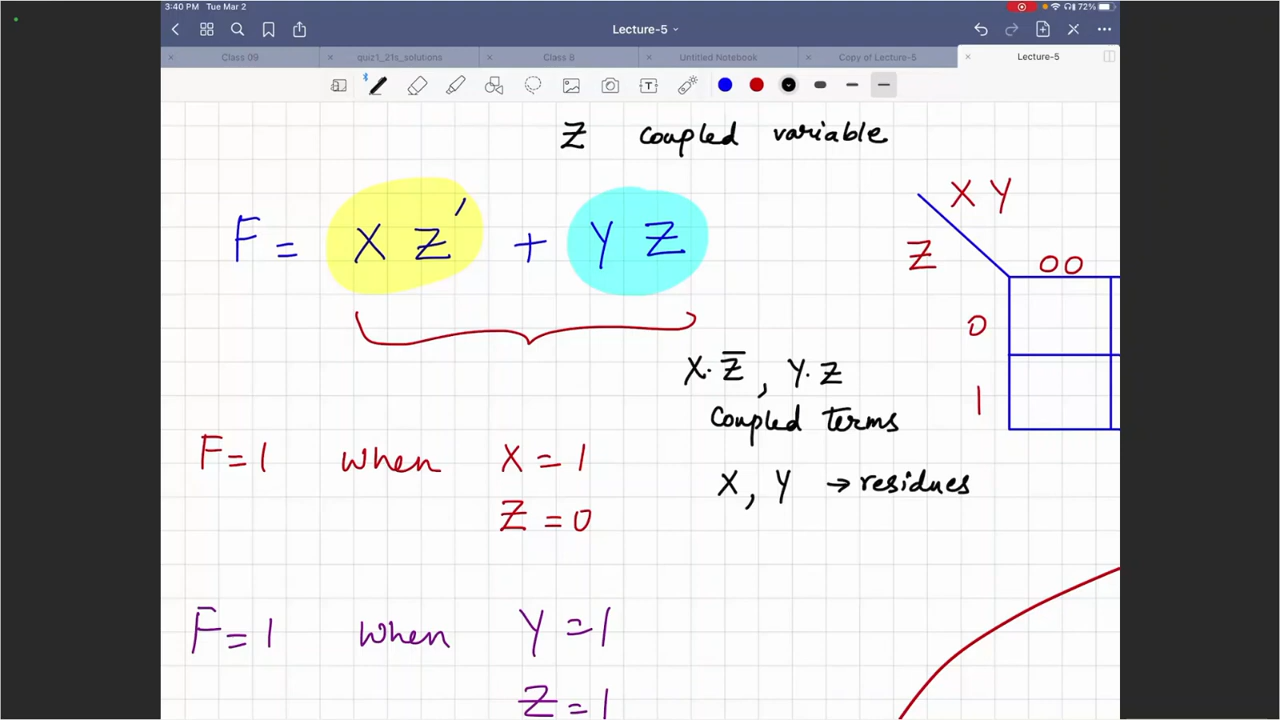 3:40 PM Tue Mar 2
72%
Lecture-5
Class 09
quiz1_21s_solutions
Class 8
Untitled Notebook
Copy of Lecture-5
Lecture-5
Z coupled variable
F = X Z' + Y Z
X Y
Z
00
0
1
X. Z̅ , Y. Z
Coupled terms
X , Y → residues
F = 1 when X = 1
Z = 0
F = 1 when Y = 1
Z = 1